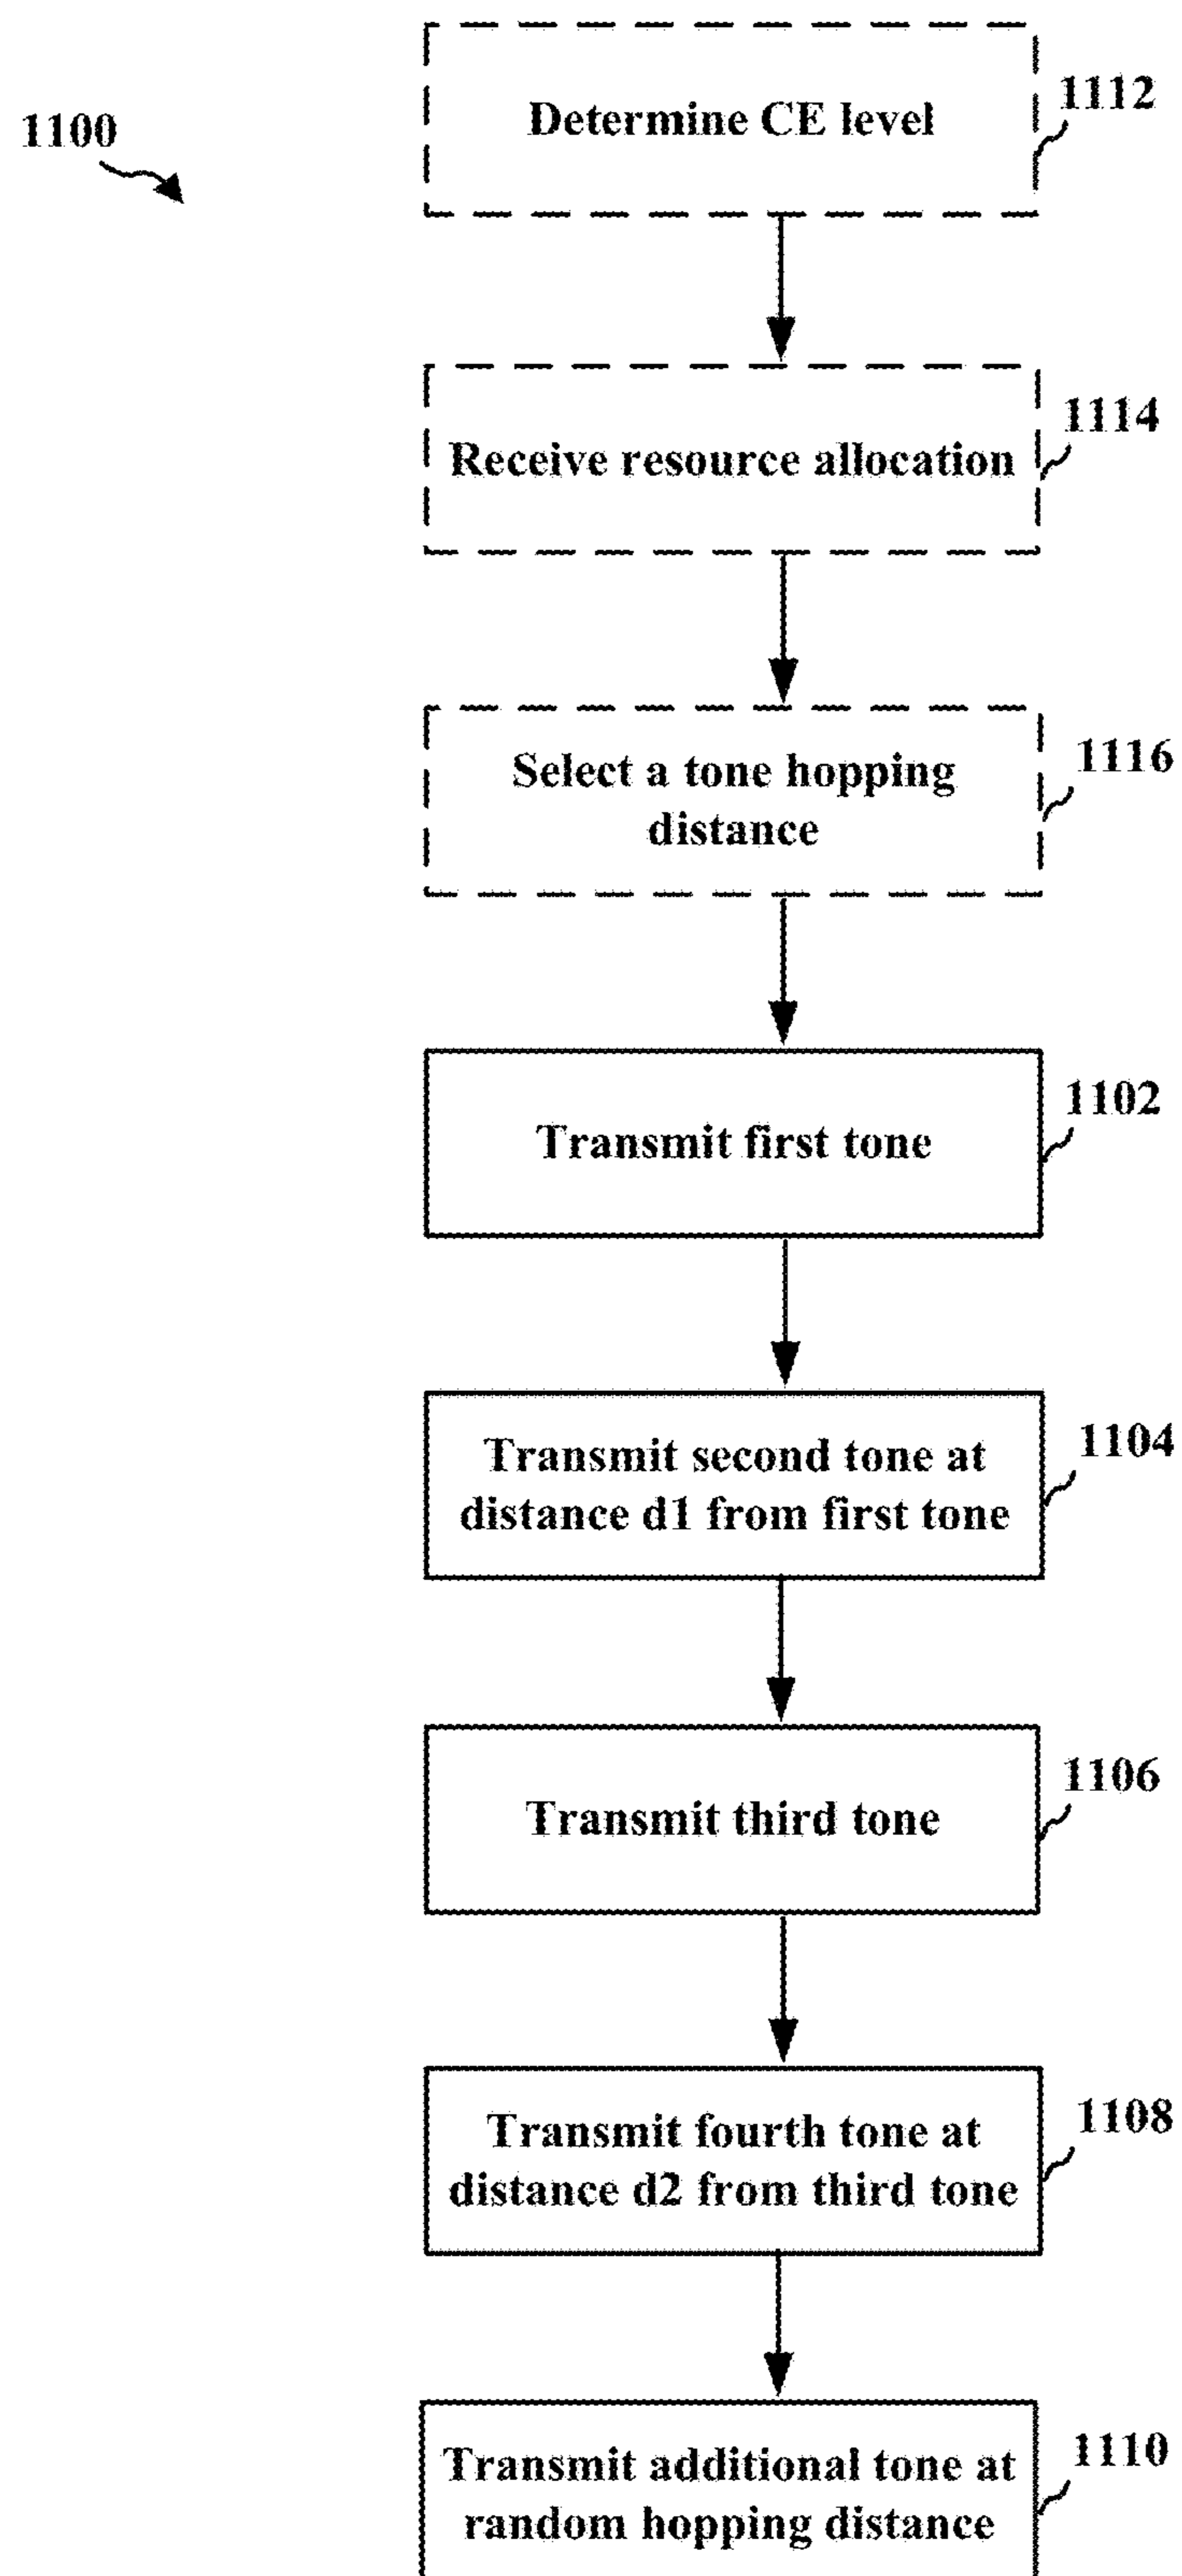 1100
Determine CE level
1112
Receive resource allocation
1114
Select a tone hopping
distance
1116
Transmit first tone
1102
Transmit second tone at
distance d1 from first tone
1104
Transmit third tone
1106
Transmit fourth tone at
distance d2 from third tone
1108
Transmit additional tone at
random hopping distance
1110